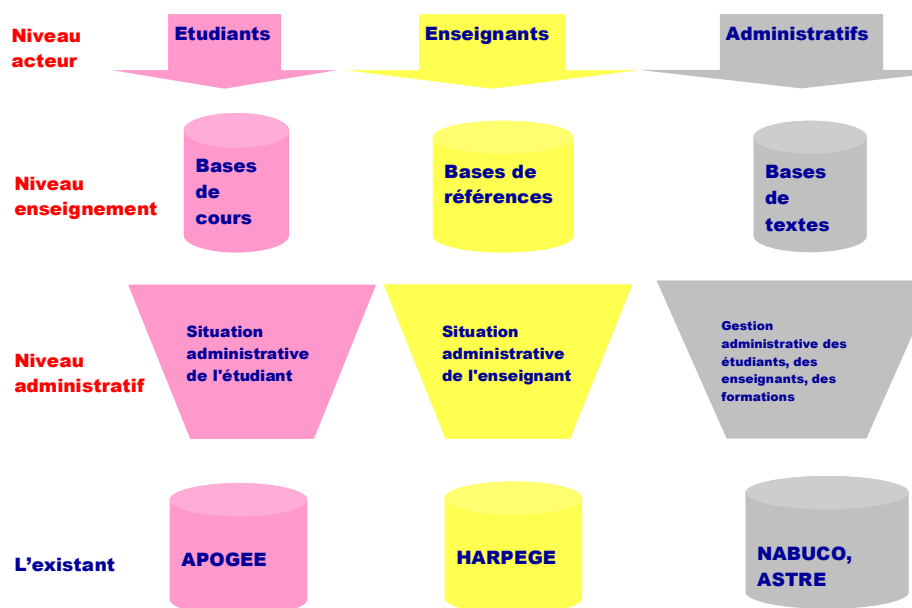 Niveau
acteur
Etudiants
Enseignants
Administratifs
Niveau
enseignement
Bases
de
cours
Bases de
références
Bases
de
textes
Niveau
administratif
Situation
administrative
de l'étudiant
Situation
administrative
de l'enseignant
Gestion
administrative des
étudiants, des
enseignants, des
formations
L’existant
APOGEE
HARPEGE
NABUCO,
ASTRE